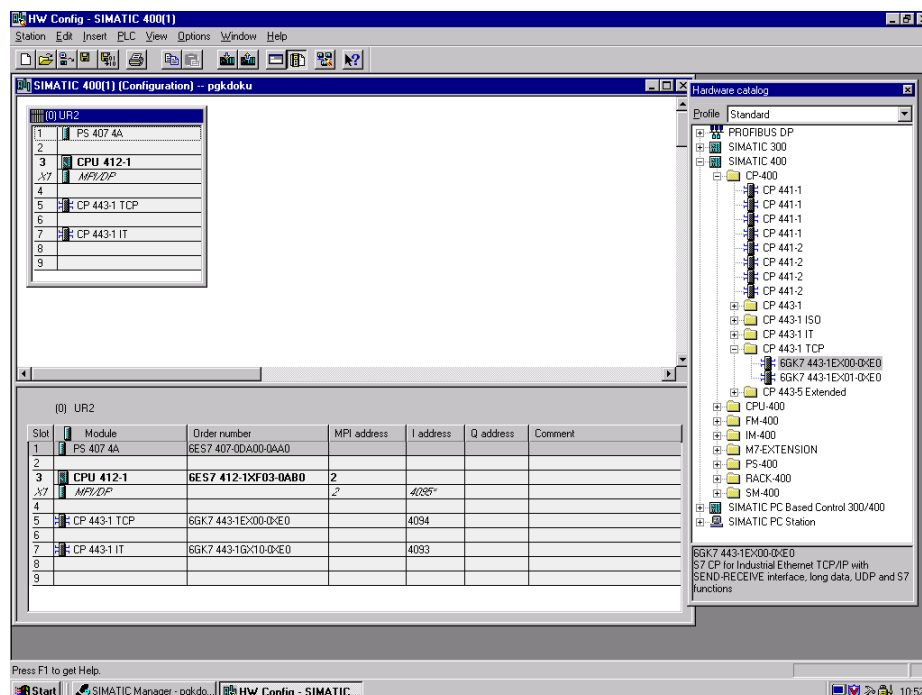 HW Config - SIMATIC 400(1)
Station Edit Insert PLC View Options Window Help
SIMATIC 400(1) (Configuration) -- pgkdoku
(0) UR2
1 PS 407 4A
2
3 CPU 412-1
X1 MPI/DP
4
5 CP 443-1 TCP
6
7 CP 443-1 IT
8
9
(0) UR2
Slot Module Order number MPI address I address Q address Comment
1 PS 407 4A 6ES7 407-0DA00-0AA0
2
3 CPU 412-1 6ES7 412-1XF03-0AB0 2
X1 MPI/DP 2 4095*
4
5 CP 443-1 TCP 6GK7 443-1EX00-0XE0 4094
6
7 CP 443-1 IT 6GK7 443-1GX10-0XE0 4093
8
9
Hardware catalog
Profile Standard
PROFIBUS DP
SIMATIC 300
SIMATIC 400
CP-400
CP 441-1
CP 441-1
CP 441-1
CP 441-1
CP 441-2
CP 441-2
CP 441-2
CP 441-2
CP 443-1
CP 443-1 ISO
CP 443-1 IT
CP 443-1 TCP
6GK7 443-1EX00-0XE0
6GK7 443-1EX01-0XE0
CP 443-5 Extended
CPU-400
FM-400
IM-400
M7-EXTENSION
PS-400
RACK-400
SM-400
SIMATIC PC Based Control 300/400
SIMATIC PC Station
6GK7 443-1EX00-0XE0
S7 CP for Industrial Ethernet TCP/IP with
SEND-RECEIVE interface, long data, UDP and S7
functions
Press F1 to get Help.
Start SIMATIC Manager - pgkdo... HW Config - SIMATIC